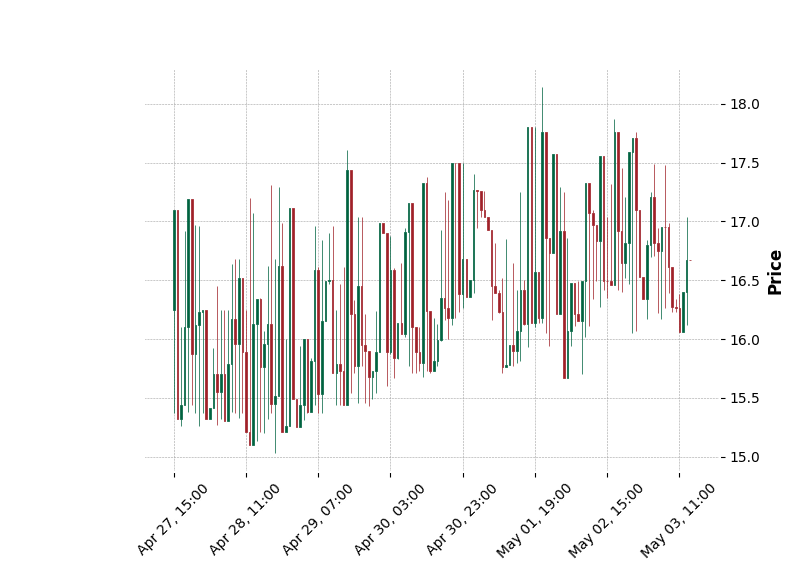 18.0
17.5
17.0
16.5
16.0
15.5
15.0
Price
Apr 27, 15:00
Apr 28, 11:00
Apr 29, 07:00
Apr 30, 03:00
Apr 30, 23:00
May 01, 19:00
May 02, 15:00
May 03, 11:00